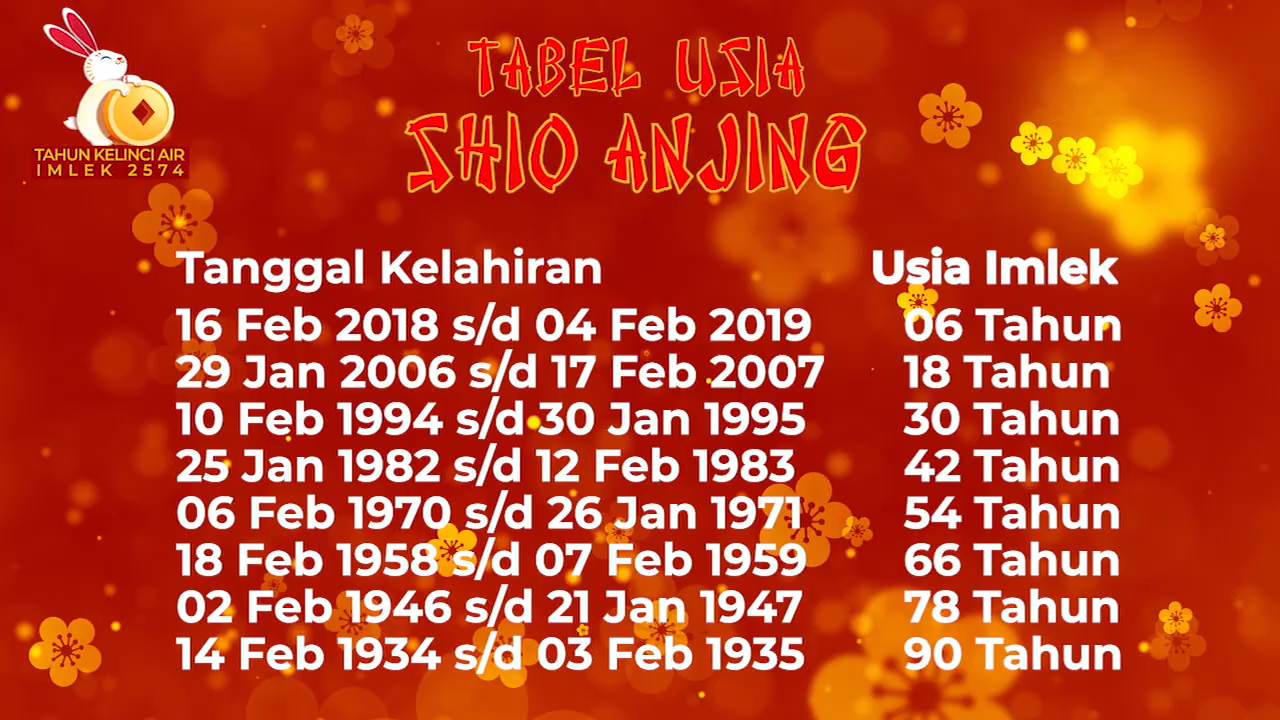 TAHUN KELINCI AIR
IMLEK 2574
TABEL USIA
SHIO ANJING
Tanggal Kelahiran Usia Imlek
16 Feb 2018 s/d 04 Feb 2019 06 Tahun
29 Jan 2006 s/d 17 Feb 2007 18 Tahun
10 Feb 1994 s/d 30 Jan 1995 30 Tahun
25 Jan 1982 s/d 12 Feb 1983 42 Tahun
06 Feb 1970 s/d 26 Jan 1971 54 Tahun
18 Feb 1958 s/d 07 Feb 1959 66 Tahun
02 Feb 1946 s/d 21 Jan 1947 78 Tahun
14 Feb 1934 s/d 03 Feb 1935 90 Tahun